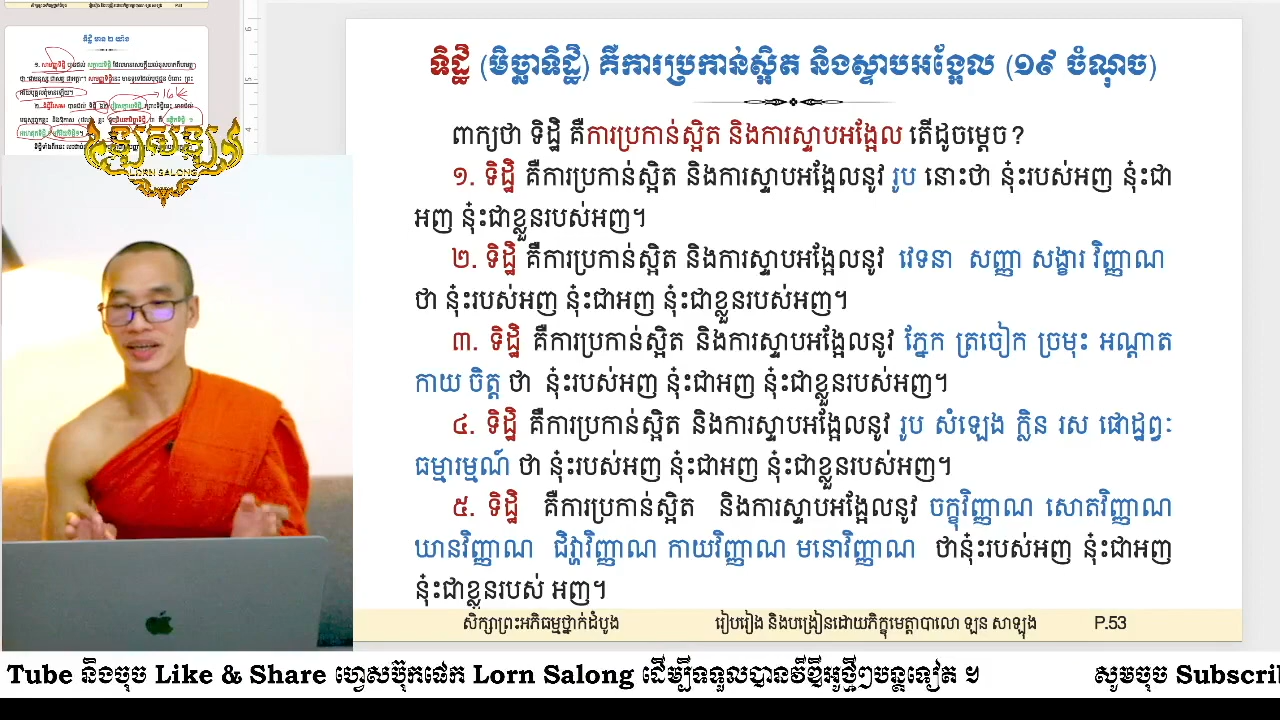 ទិដ្ឋិ (មិច្ឆាទិដ្ឋិ) គឺការប្រកាន់ស្អិត និងស្ទាបអង្អែល (១៩ ចំណុច)
ពាក្យថា ទិដ្ឋិ គឺការប្រកាន់ស្អិត និងការស្ទាបអង្អែល តើដូចម្ដេច?
១. ទិដ្ឋិ គឺការប្រកាន់ស្អិត និងការស្ទាបអង្អែលនូវ រូប នោះថា នុ៎ះរបស់អញ នុ៎ះជា
អញ នុ៎ះជាខ្លួនរបស់អញ។
២. ទិដ្ឋិ គឺការប្រកាន់ស្អិត និងការស្ទាបអង្អែលនូវ វេទនា សញ្ញា សង្ខារ វិញ្ញាណ
ថា នុ៎ះរបស់អញ នុ៎ះជាអញ នុ៎ះជាខ្លួនរបស់អញ។
៣. ទិដ្ឋិ គឺការប្រកាន់ស្អិត និងការស្ទាបអង្អែលនូវ ភ្នែក ត្រចៀក ច្រមុះ អណ្ដាត
កាយ ចិត្ត ថា នុ៎ះរបស់អញ នុ៎ះជាអញ នុ៎ះជាខ្លួនរបស់អញ។
៤. ទិដ្ឋិ គឺការប្រកាន់ស្អិត និងការស្ទាបអង្អែលនូវ រូប សំឡេង ក្លិន រស ផោដ្ឋព្វៈ
ធម្មារម្មណ៍ ថា នុ៎ះរបស់អញ នុ៎ះជាអញ នុ៎ះជាខ្លួនរបស់អញ។
៥. ទិដ្ឋិ គឺការប្រកាន់ស្អិត និងការស្ទាបអង្អែលនូវ ចក្ខុវិញ្ញាណ សោតវិញ្ញាណ
ឃានវិញ្ញាណ ជិវ្ហាវិញ្ញាណ កាយវិញ្ញាណ មនោវិញ្ញាណ ថានុ៎ះរបស់អញ នុ៎ះជាអញ
នុ៎ះជាខ្លួនរបស់ អញ។
សិក្សាព្រះអភិធម្មថ្នាក់ដំបូង រៀបរៀង និងបង្រៀនដោយភិក្ខុមេត្តាបាលោ ឡន សាឡុង P.53
ឡន សាឡុង
LORN SALONG
Tube និងចុច Like & Share ហ្វេសប៊ុកផេក Lorn Salong ដើម្បីទទួលបានវីឌីអូថ្មីៗបន្តទៀត ។ សូមចុច Subscri